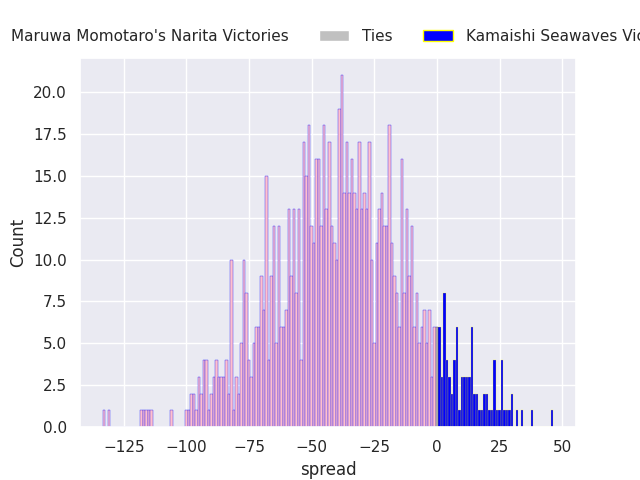 Maruwa Momotaro's Narita Victories Ties Kamaishi Seawaves Vic
20.0
17.5
15.0
12.5
10.0
7.5
5.0
2.5
0.0
Count
−125 −100 −75 −50 −25 0 25 50
spread